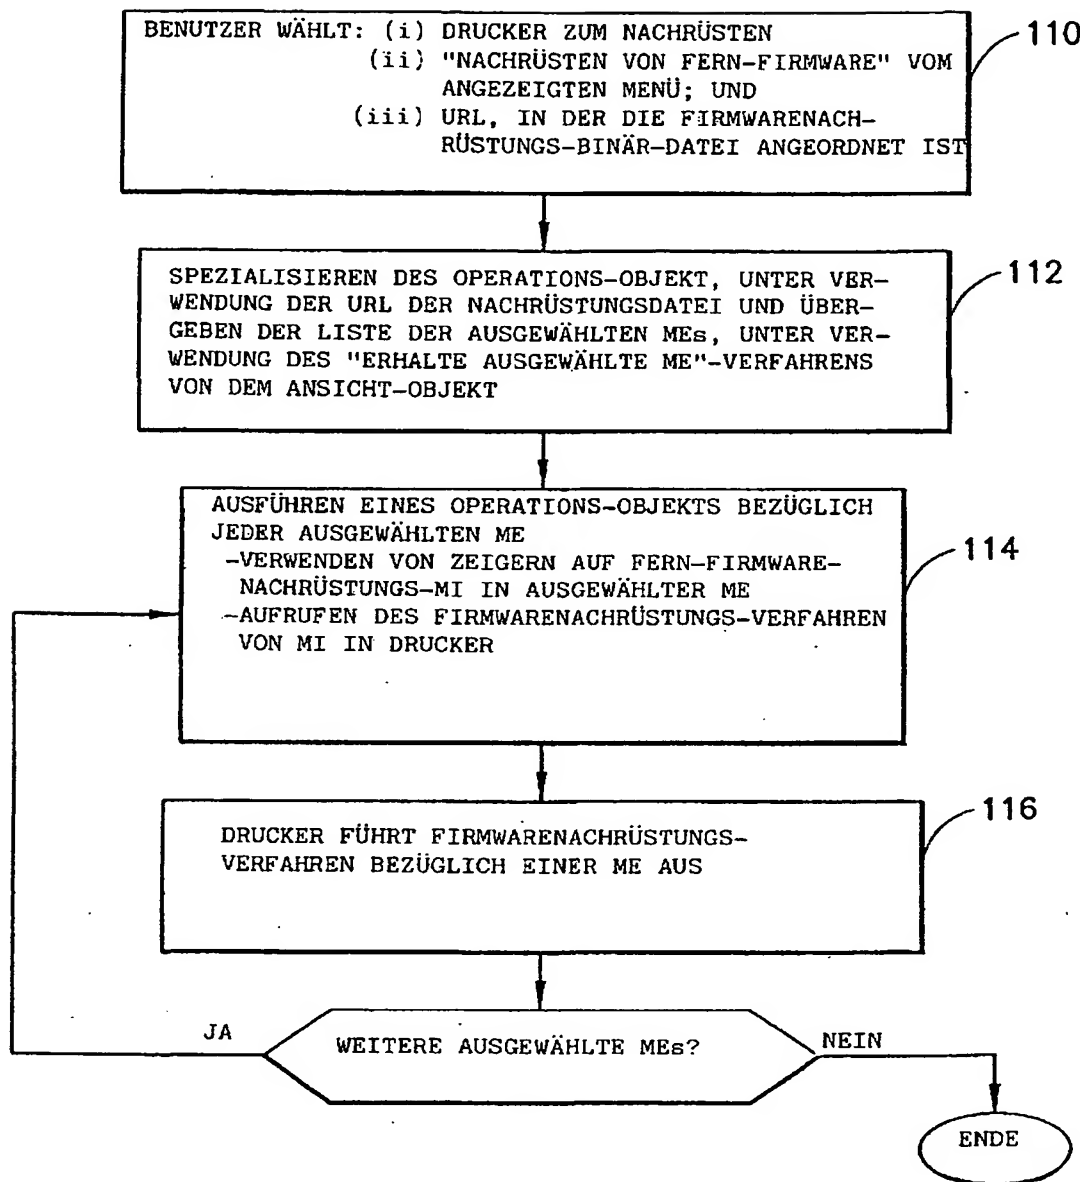 BENUTZER WÄHLT: (i) DRUCKER ZUM NACHRÜSTEN
(ii) "NACHRÜSTEN VON FERN-FIRMWARE" VOM
ANGEZEIGTEN MENÜ; UND
(iii) URL, IN DER DIE FIRMWARENACH-
RÜSTUNGS-BINÄR-DATEI ANGEORDNET IST
110
SPEZIALISIEREN DES OPERATIONS-OBJEKT, UNTER VER-
WENDUNG DER URL DER NACHRÜSTUNGSDATEI UND ÜBER-
GEBEN DER LISTE DER AUSGEWÄHLTEN MEs, UNTER VER-
WENDUNG DES "ERHALTE AUSGEWÄHLTE ME"-VERFAHRENS
VON DEM ANSICHT-OBJEKT
112
AUSFÜHREN EINES OPERATIONS-OBJEKTS BEZÜGLICH
JEDER AUSGEWÄHLTEN ME
-VERWENDEN VON ZEIGERN AUF FERN-FIRMWARE-
NACHRÜSTUNGS-MI IN AUSGEWÄHLTER ME
-AUFRUFEN DES FIRMWARENACHRÜSTUNGS-VERFAHREN
VON MI IN DRUCKER
114
DRUCKER FÜHRT FIRMWARENACHRÜSTUNGS-
VERFAHREN BEZÜGLICH EINER ME AUS
116
JA
WEITERE AUSGEWÄHLTE MEs?
NEIN
ENDE